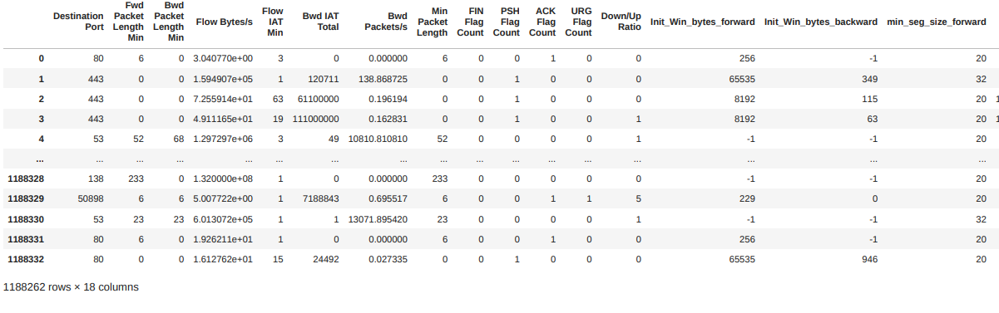 Destination Port Fwd Packet Length Min Bwd Packet Length Min Flow Bytes/s Flow IAT Min Bwd IAT Total Bwd Packets/s Min Packet Length FIN Flag Count PSH Flag Count ACK Flag Count URG Flag Count Down/Up Ratio Init_Win_bytes_forward Init_Win_bytes_backward min_seg_size_forward
0 80 6 0 3.040770e+00 3 0 0.000000 6 0 0 1 0 0 256 -1 20
1 443 0 0 1.594907e+05 1 120711 138.868725 0 0 1 0 0 0 65535 349 32
2 443 0 0 7.255914e+01 63 61100000 0.196194 0 0 1 0 0 0 8192 115 20 1
3 443 0 0 4.911165e+01 19 111000000 0.162831 0 0 1 0 0 1 8192 63 20 1
4 53 52 68 1.297297e+06 3 49 10810.810810 52 0 0 0 0 1 -1 -1 20
... ... ... ... ... ... ... ... ... ... ... ... ... ... ... ... ...
1188328 138 233 0 1.320000e+08 1 0 0.000000 233 0 0 0 0 0 -1 -1 20
1188329 50898 6 6 5.007722e+00 1 7188843 0.695517 6 0 0 1 1 5 229 0 20
1188330 53 23 23 6.013072e+05 1 1 13071.895420 23 0 0 0 0 1 -1 -1 32
1188331 80 6 0 1.926211e+01 1 0 0.000000 6 0 0 1 0 0 256 -1 20
1188332 80 0 0 1.612762e+01 15 24492 0.027335 0 0 1 0 0 0 65535 946 20
1188262 rows × 18 columns